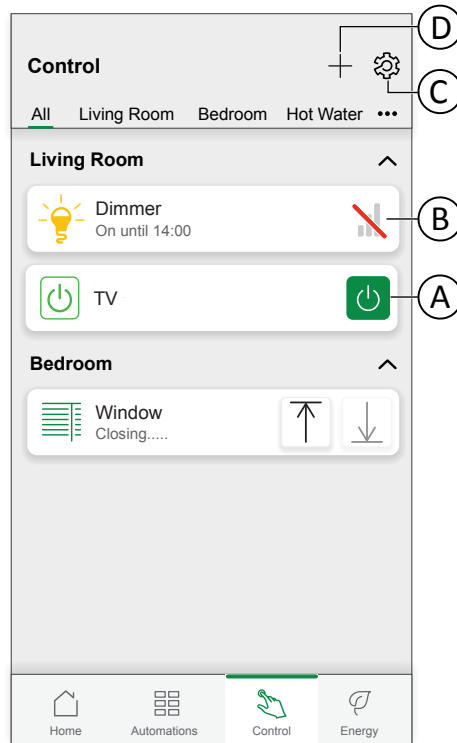 D
Control
C
All Living Room Bedroom Hot Water •••
Living Room
Dimmer
On until 14:00
B
TV
A
Bedroom
Window
Closing.....
Home Automations Control Energy